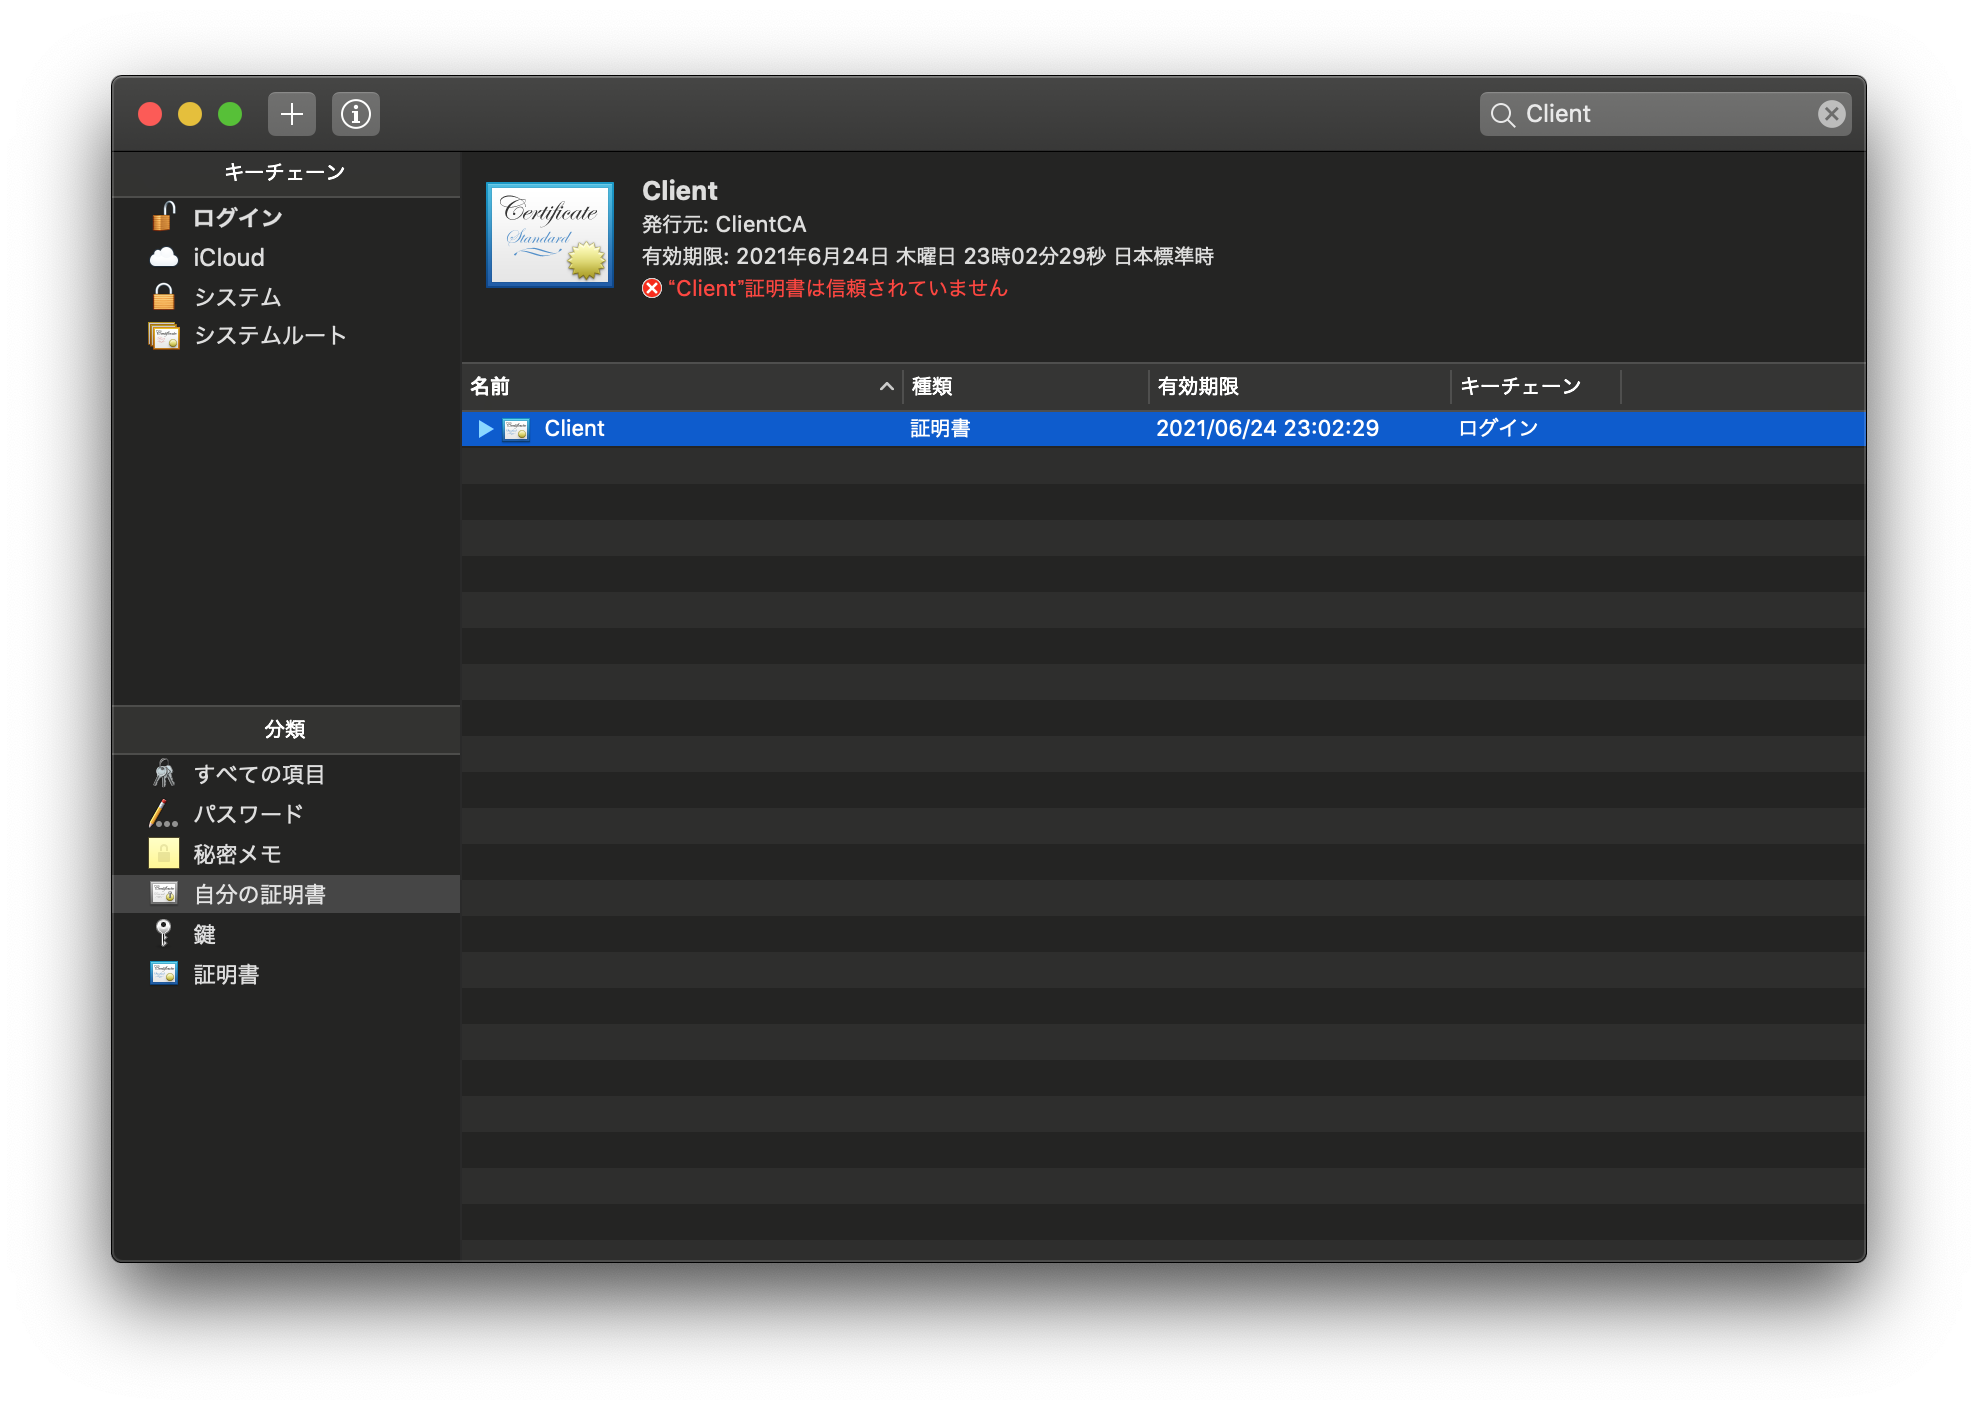 Client
キーチェーン
ログイン
iCloud
システム
システムルート
Certificate
Standard
Client
発行元: ClientCA
有効期限: 2021年6月24日 木曜日 23時02分29秒 日本標準時
“Client”証明書は信頼されていません
名前 種類 有効期限 キーチェーン
Client 証明書 2021/06/24 23:02:29 ログイン
分類
すべての項目
パスワード
秘密メモ
自分の証明書
鍵
証明書